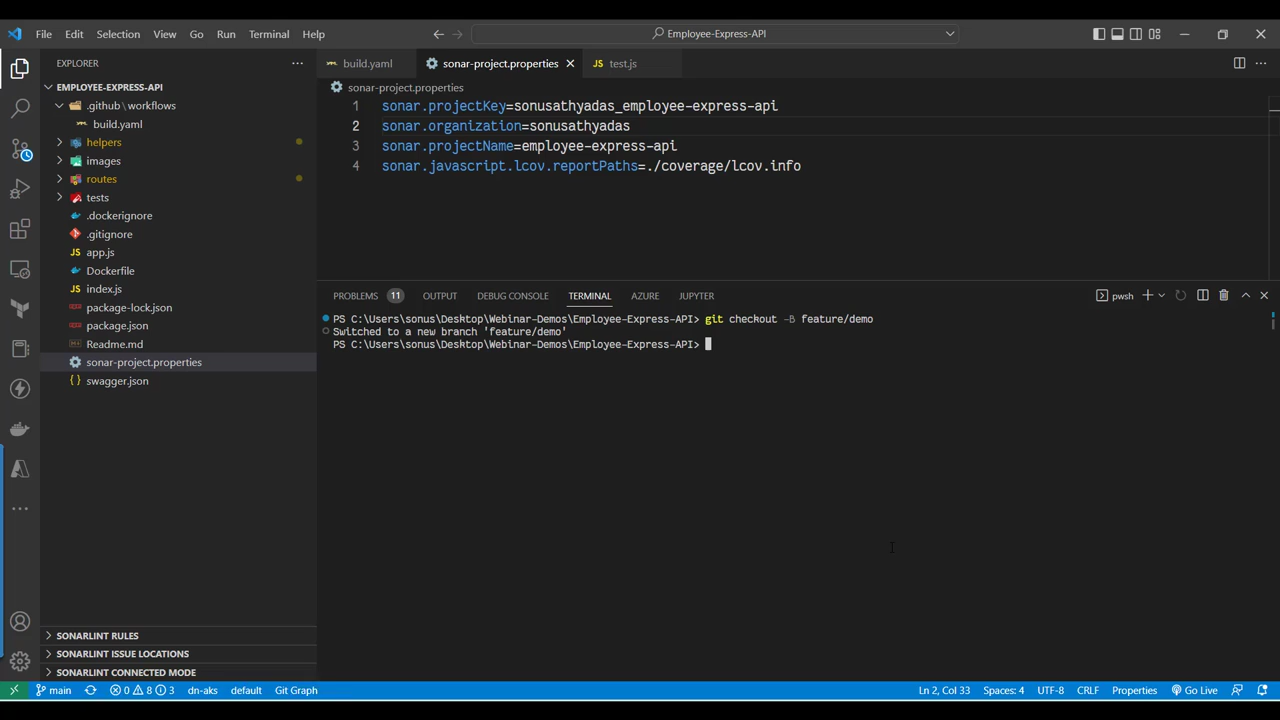 File Edit Selection View Go Run Terminal Help
Employee-Express-API
EXPLORER
EMPLOYEE-EXPRESS-API
.github\workflows
build.yaml
helpers
images
routes
tests
.dockerignore
.gitignore
JS app.js
Dockerfile
JS index.js
package-lock.json
package.json
Readme.md
sonar-project.properties
{} swagger.json
SONARLINT RULES
SONARLINT ISSUE LOCATIONS
SONARLINT CONNECTED MODE
build.yaml sonar-project.properties JS test.js
sonar-project.properties
1 sonar.projectKey=sonusathyadas_employee-express-api
2 sonar.organization=sonusathyadas
3 sonar.projectName=employee-express-api
4 sonar.javascript.lcov.reportPaths=./coverage/lcov.info
PROBLEMS 11 OUTPUT DEBUG CONSOLE TERMINAL AZURE JUPYTER pwsh
PS C:\Users\sonus\Desktop\Webinar-Demos\Employee-Express-API> git checkout -B feature/demo
Switched to a new branch 'feature/demo'
PS C:\Users\sonus\Desktop\Webinar-Demos\Employee-Express-API>
main 0 8 3 dn-aks default Git Graph Ln 2, Col 33 Spaces: 4 UTF-8 CRLF Properties Go Live